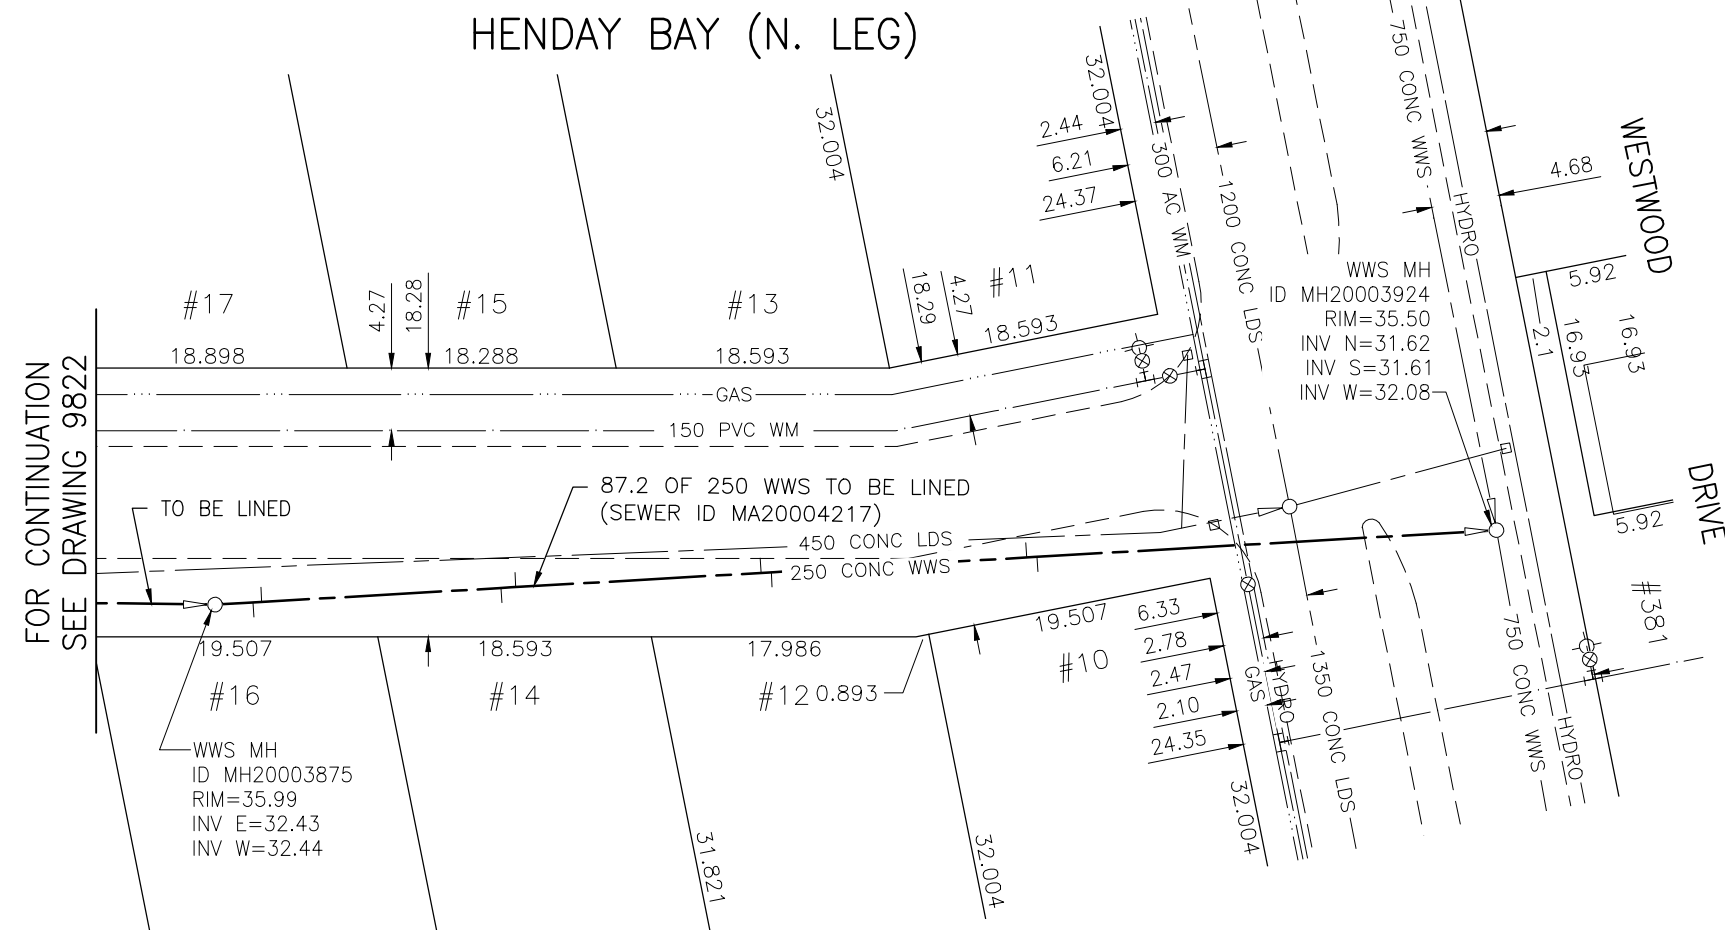 HENDAY BAY (N. LEG)
32.004
32.004
2.44
6.21
24.37
300 AC WM
1200 CONC LDS
750 CONC WWS
HYDRO
4.68
WESTWOOD
DRIVE
#17
4.27
18.28
#15
#13
18.29
4.27
#11
18.898
18.288
18.593
18.593
WWS MH
ID MH20003924
RIM=35.50
INV N=31.62
INV S=31.61
INV W=32.08
5.92
2.1
16.93
16.93
5.92
FOR CONTINUATION
SEE DRAWING 9822
GAS
150 PVC WM
TO BE LINED
87.2 OF 250 WWS TO BE LINED
(SEWER ID MA20004217)
450 CONC LDS
250 CONC WWS
19.507
18.593
17.986
19.507
#16
#14
#12
0.893
#10
6.33
2.78
2.47
2.10
24.35
GAS
HYDRO
1350 CONC LDS
750 CONC WWS
HYDRO
#381
WWS MH
ID MH20003875
RIM=35.99
INV E=32.43
INV W=32.44
31.821
32.004
32.004